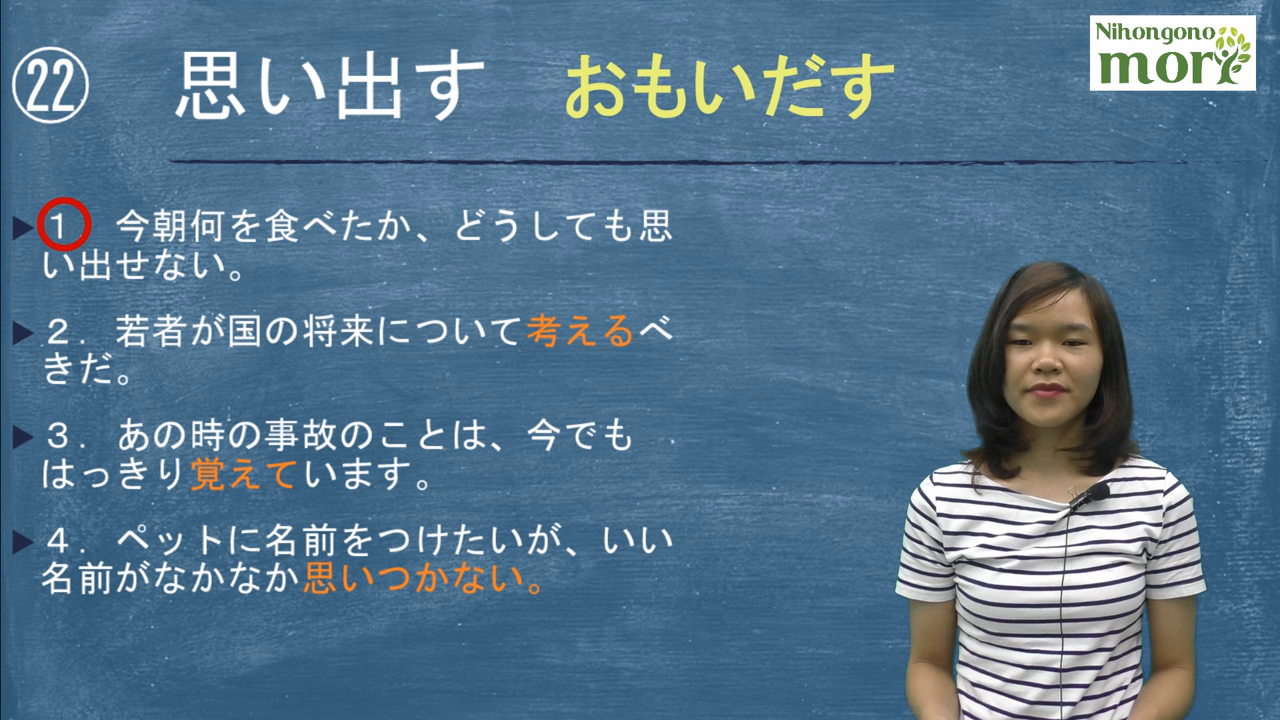 ㉒ 思い出す おもいだす
Nihongono
mori
1 今朝何を食べたか、どうしても思
い出せない。
２．若者が国の将来について考えるべ
きだ。
３．あの時の事故のことは、今でも
はっきり覚えています。
４．ペットに名前をつけたいが、いい
名前がなかなか思いつかない。